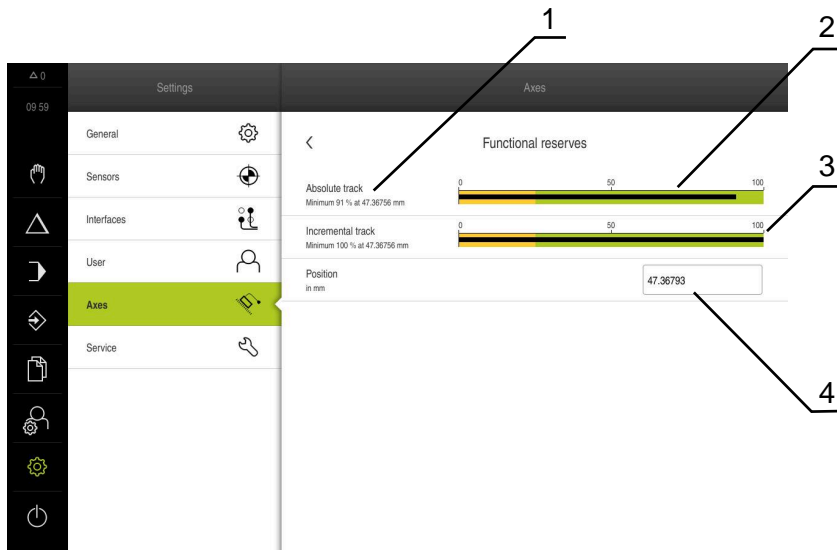 1
2
△ 0
Settings
Axes
09 59
General
Functional reserves
3
Sensors
Absolute track
0 50 100
Minimum 91 % at 47.36756 mm
Interfaces
Incremental track
0 50 100
Minimum 100 % at 47.36756 mm
User
Position
in mm
47.36793
Axes
Service
4